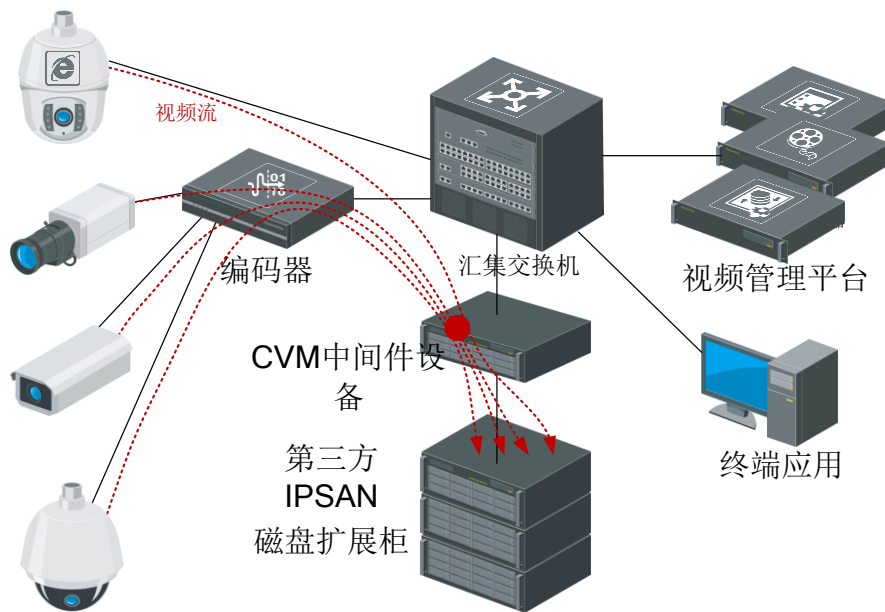 视频流
编码器
汇集交换机
视频管理平台
CVM中间件设
备
第三方
IPSAN
磁盘扩展柜
终端应用